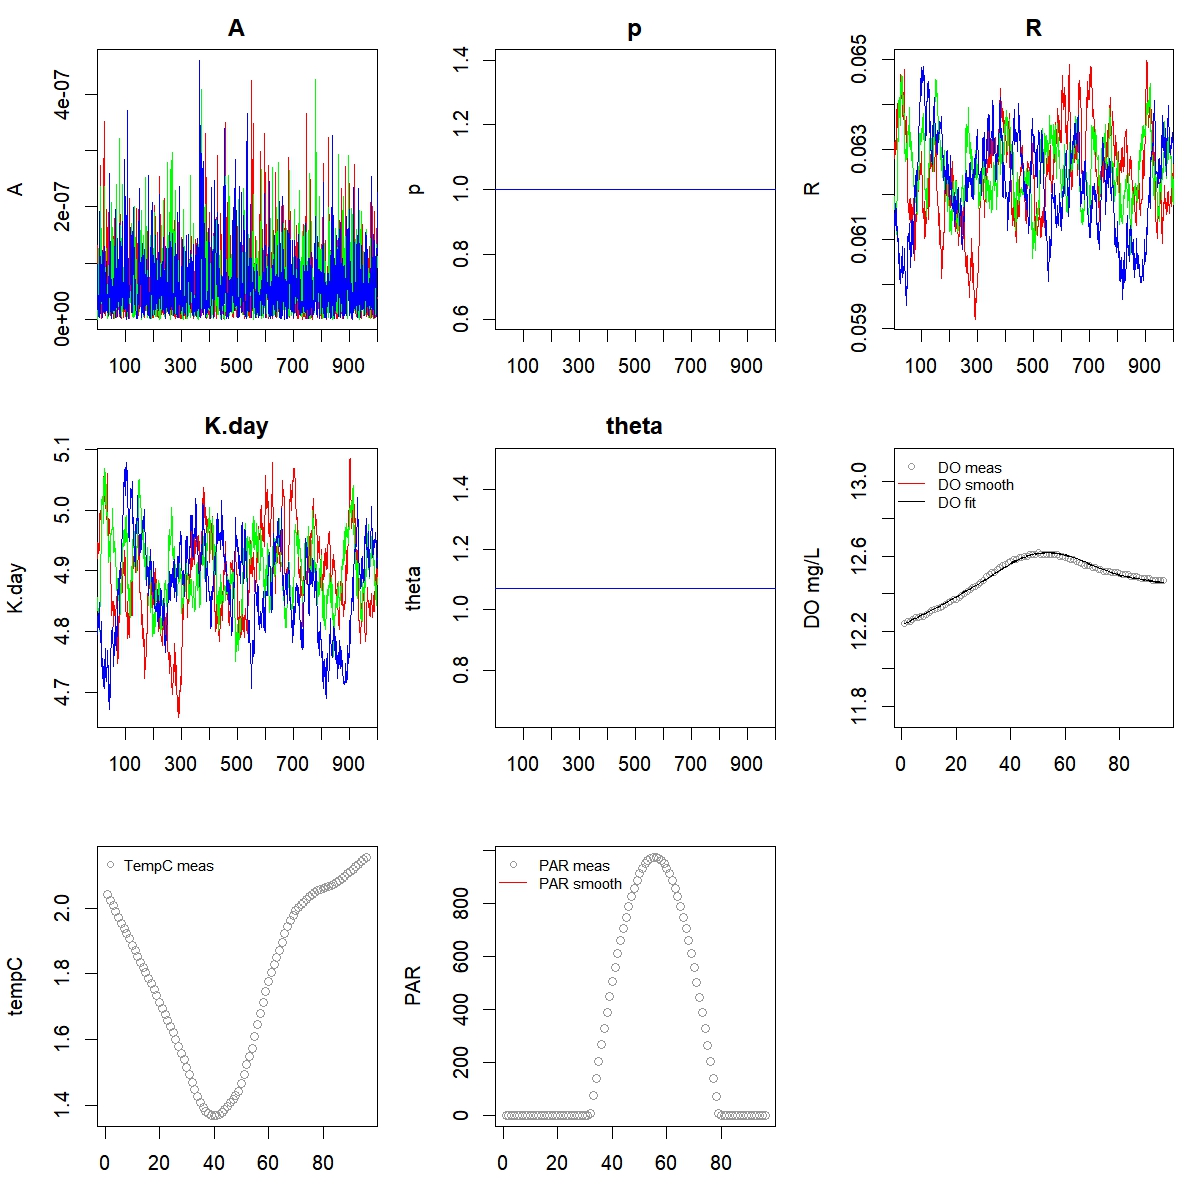 A
A
0e+00 2e-07 4e-07
100 300 500 700 900
p
p
0.6 0.8 1.0 1.2 1.4
100 300 500 700 900
R
R
0.059 0.061 0.063 0.065
100 300 500 700 900
K.day
K.day
4.7 4.8 4.9 5.0 5.1
100 300 500 700 900
theta
theta
0.8 1.0 1.2 1.4
100 300 500 700 900
DO mg/L
11.8 12.2 12.6 13.0
DO meas
DO smooth
DO fit
0 20 40 60 80
tempC
1.4 1.6 1.8 2.0
TempC meas
0 20 40 60 80
PAR
0 200 400 600 800
PAR meas
PAR smooth
0 20 40 60 80